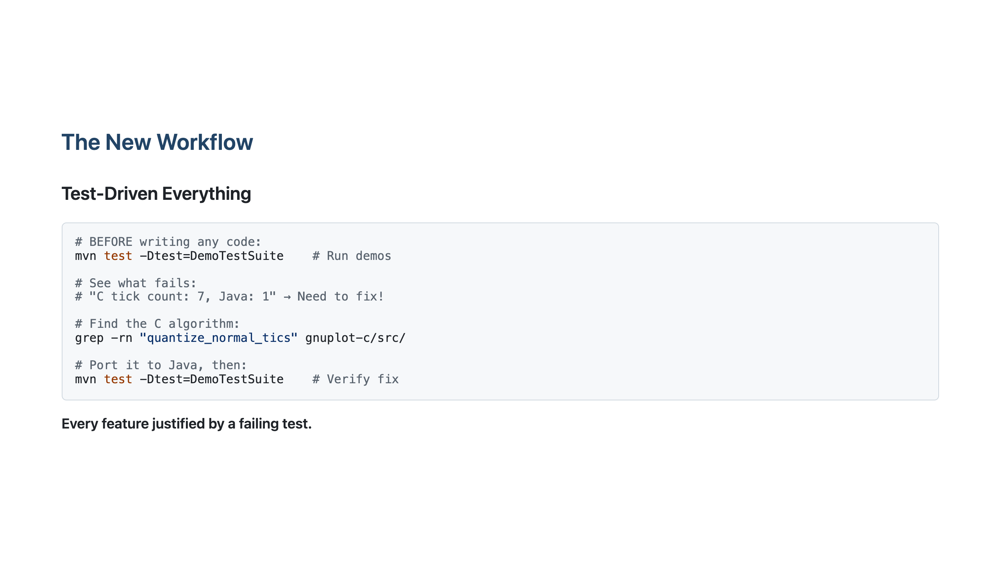 The New Workflow
Test-Driven Everything
# BEFORE writing any code:
mvn test -Dtest=DemoTestSuite    # Run demos
# See what fails:
# "C tick count: 7, Java: 1" → Need to fix!
# Find the C algorithm:
grep -rn "quantize_normal_tics" gnuplot-c/src/
# Port it to Java, then:
mvn test -Dtest=DemoTestSuite    # Verify fix
Every feature justified by a failing test.